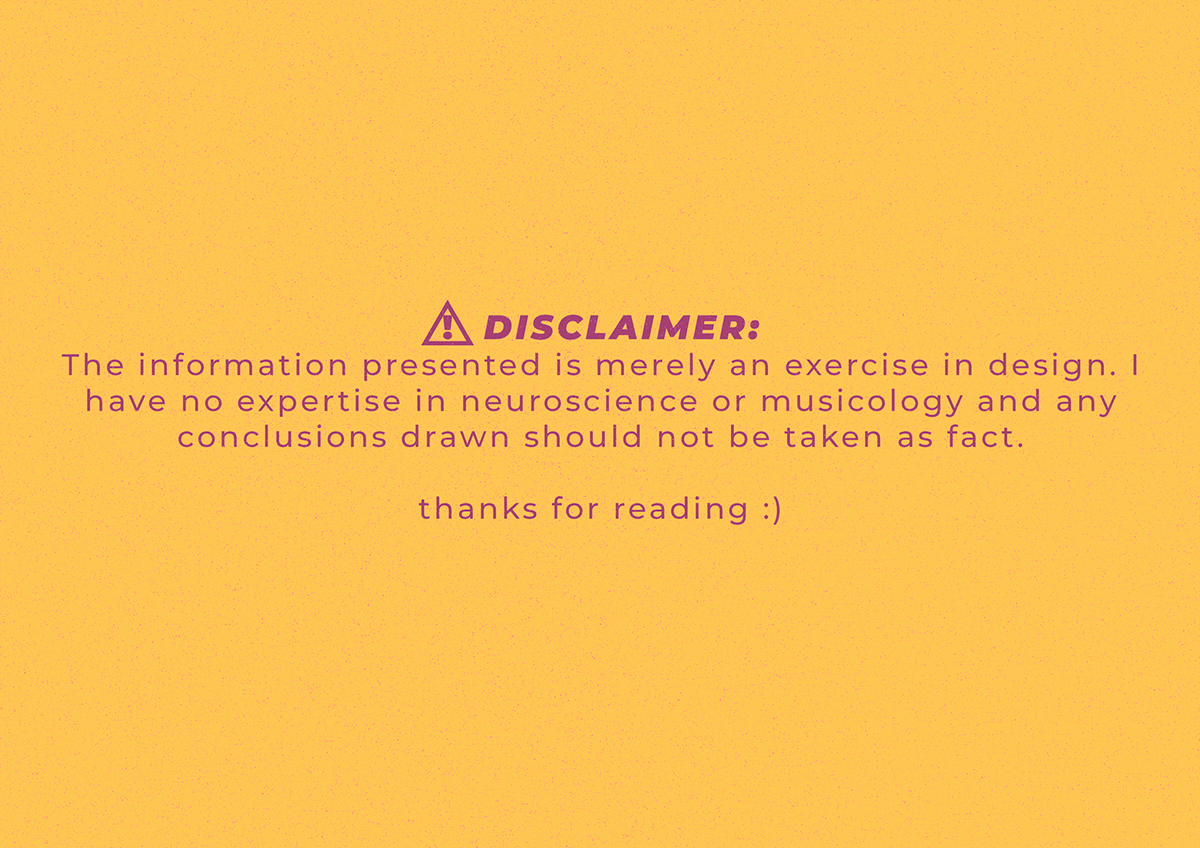 DISCLAIMER:
The information presented is merely an exercise in design. I
have no expertise in neuroscience or musicology and any
conclusions drawn should not be taken as fact.
thanks for reading :)